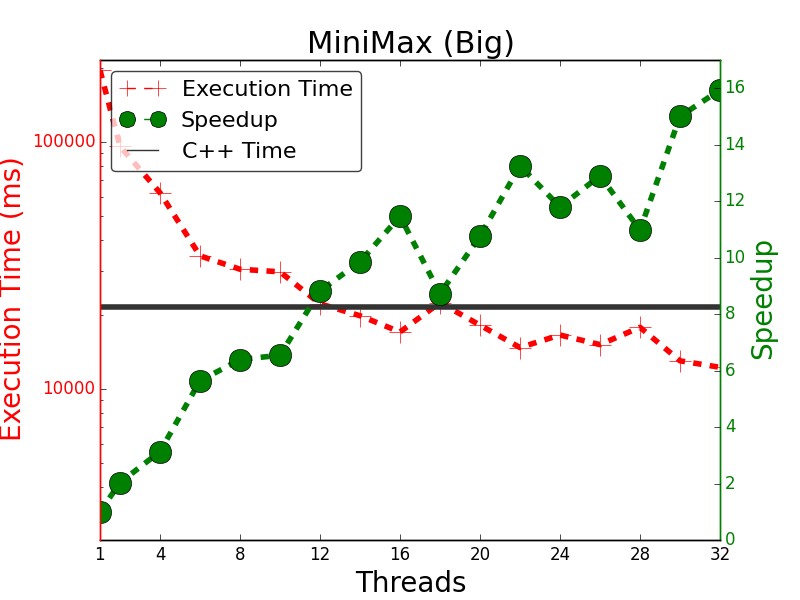 MiniMax (Big)
Execution Time
Speedup
C++ Time
Execution Time (ms)
100000
10000
16
14
12
10
8
6
4
2
0
Speedup
1 4 8 12 16 20 24 28 32
Threads